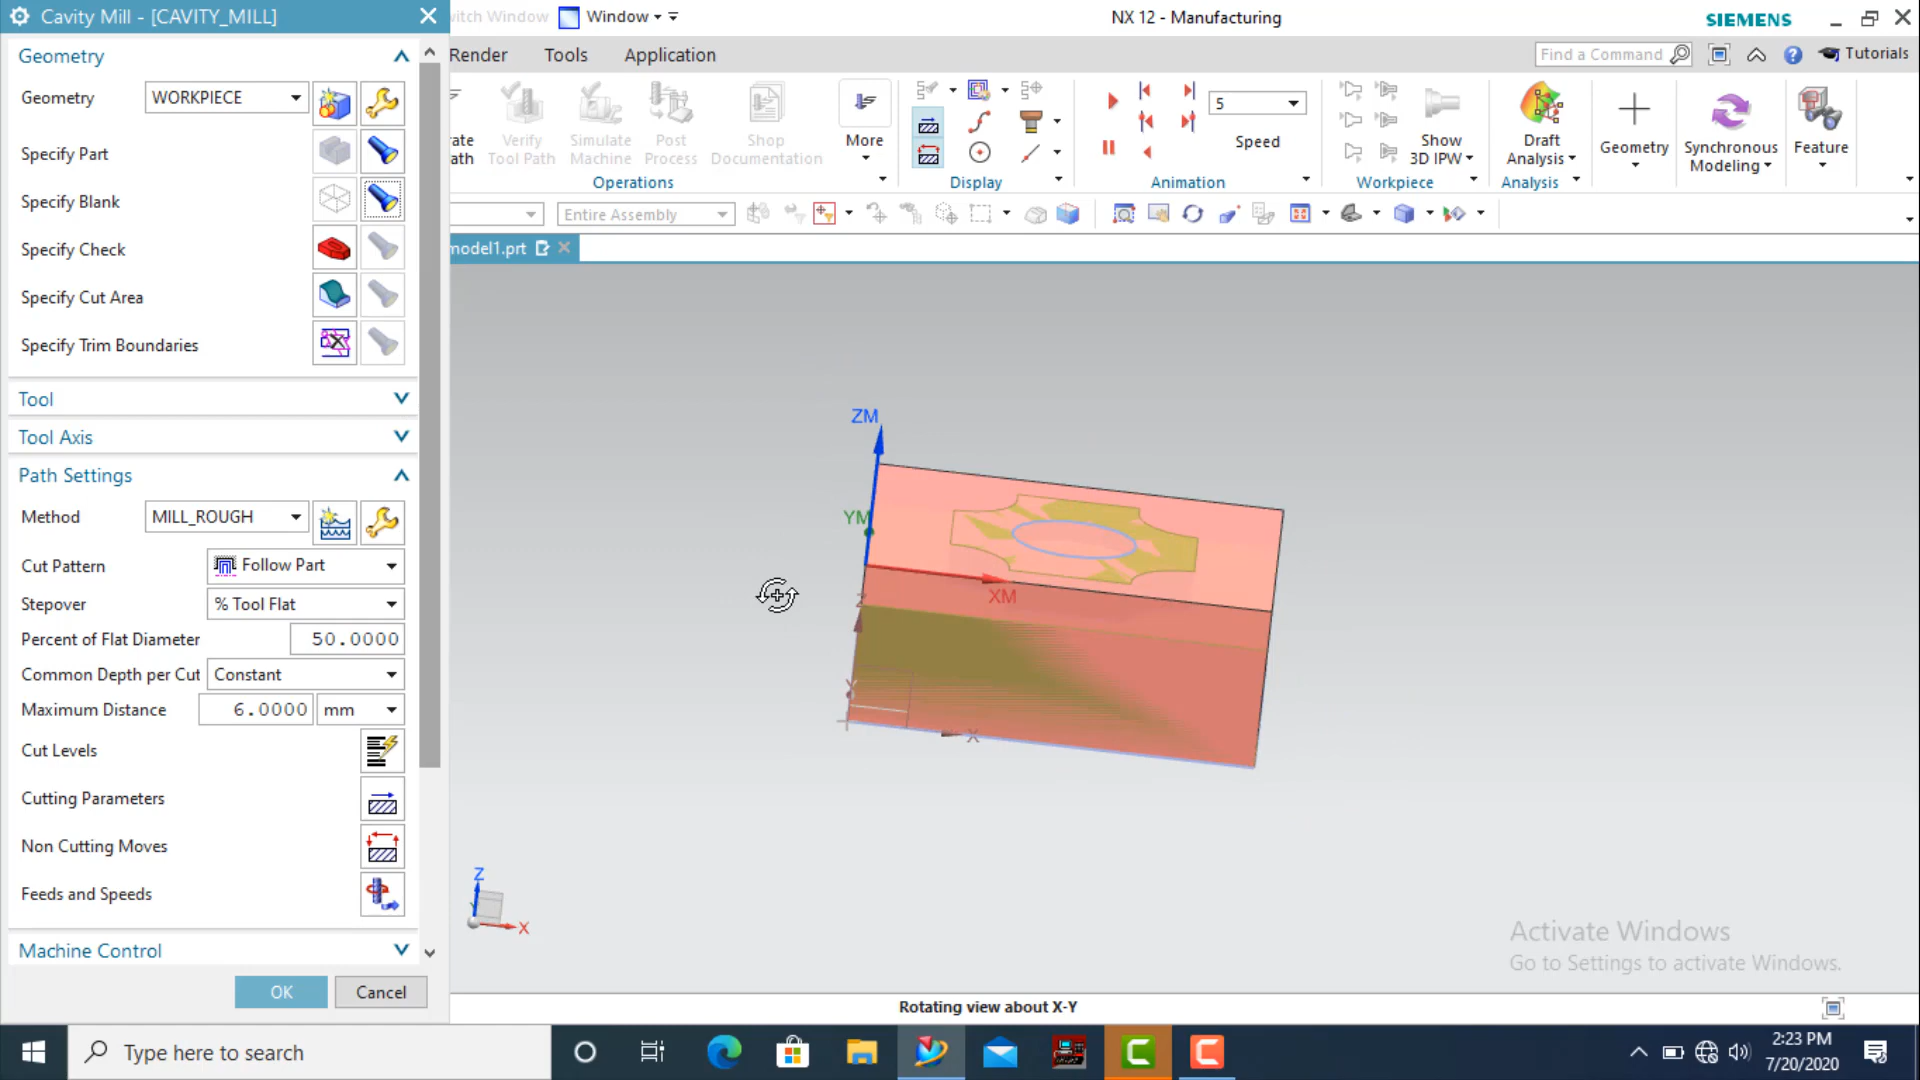 Cavity Mill - [CAVITY_MILL]
witch Window
Window
NX 12 - Manufacturing
SIEMENS
Render
Tools
Application
Find a Command
Tutorials
Geometry
Geometry
WORKPIECE
Specify Part
Specify Blank
Specify Check
Specify Cut Area
Specify Trim Boundaries
Tool
Tool Axis
Path Settings
Method
MILL_ROUGH
Cut Pattern
Follow Part
Stepover
% Tool Flat
Percent of Flat Diameter
50.0000
Common Depth per Cut
Constant
Maximum Distance
6.0000
mm
Cut Levels
Cutting Parameters
Non Cutting Moves
Feeds and Speeds
Machine Control
OK
Cancel
rate
ath
Verify
Tool Path
Simulate
Machine
Post
Process
Shop
Documentation
More
Operations
Display
5
Speed
Animation
Show
3D IPW
Workpiece
Draft
Analysis
Analysis
Geometry
Synchronous
Modeling
Feature
Entire Assembly
model1.prt
ZM
YM
XM
Z
Y
X
Z
X
Activate Windows
Go to Settings to activate Windows.
Rotating view about X-Y
Type here to search
2:23 PM
7/20/2020